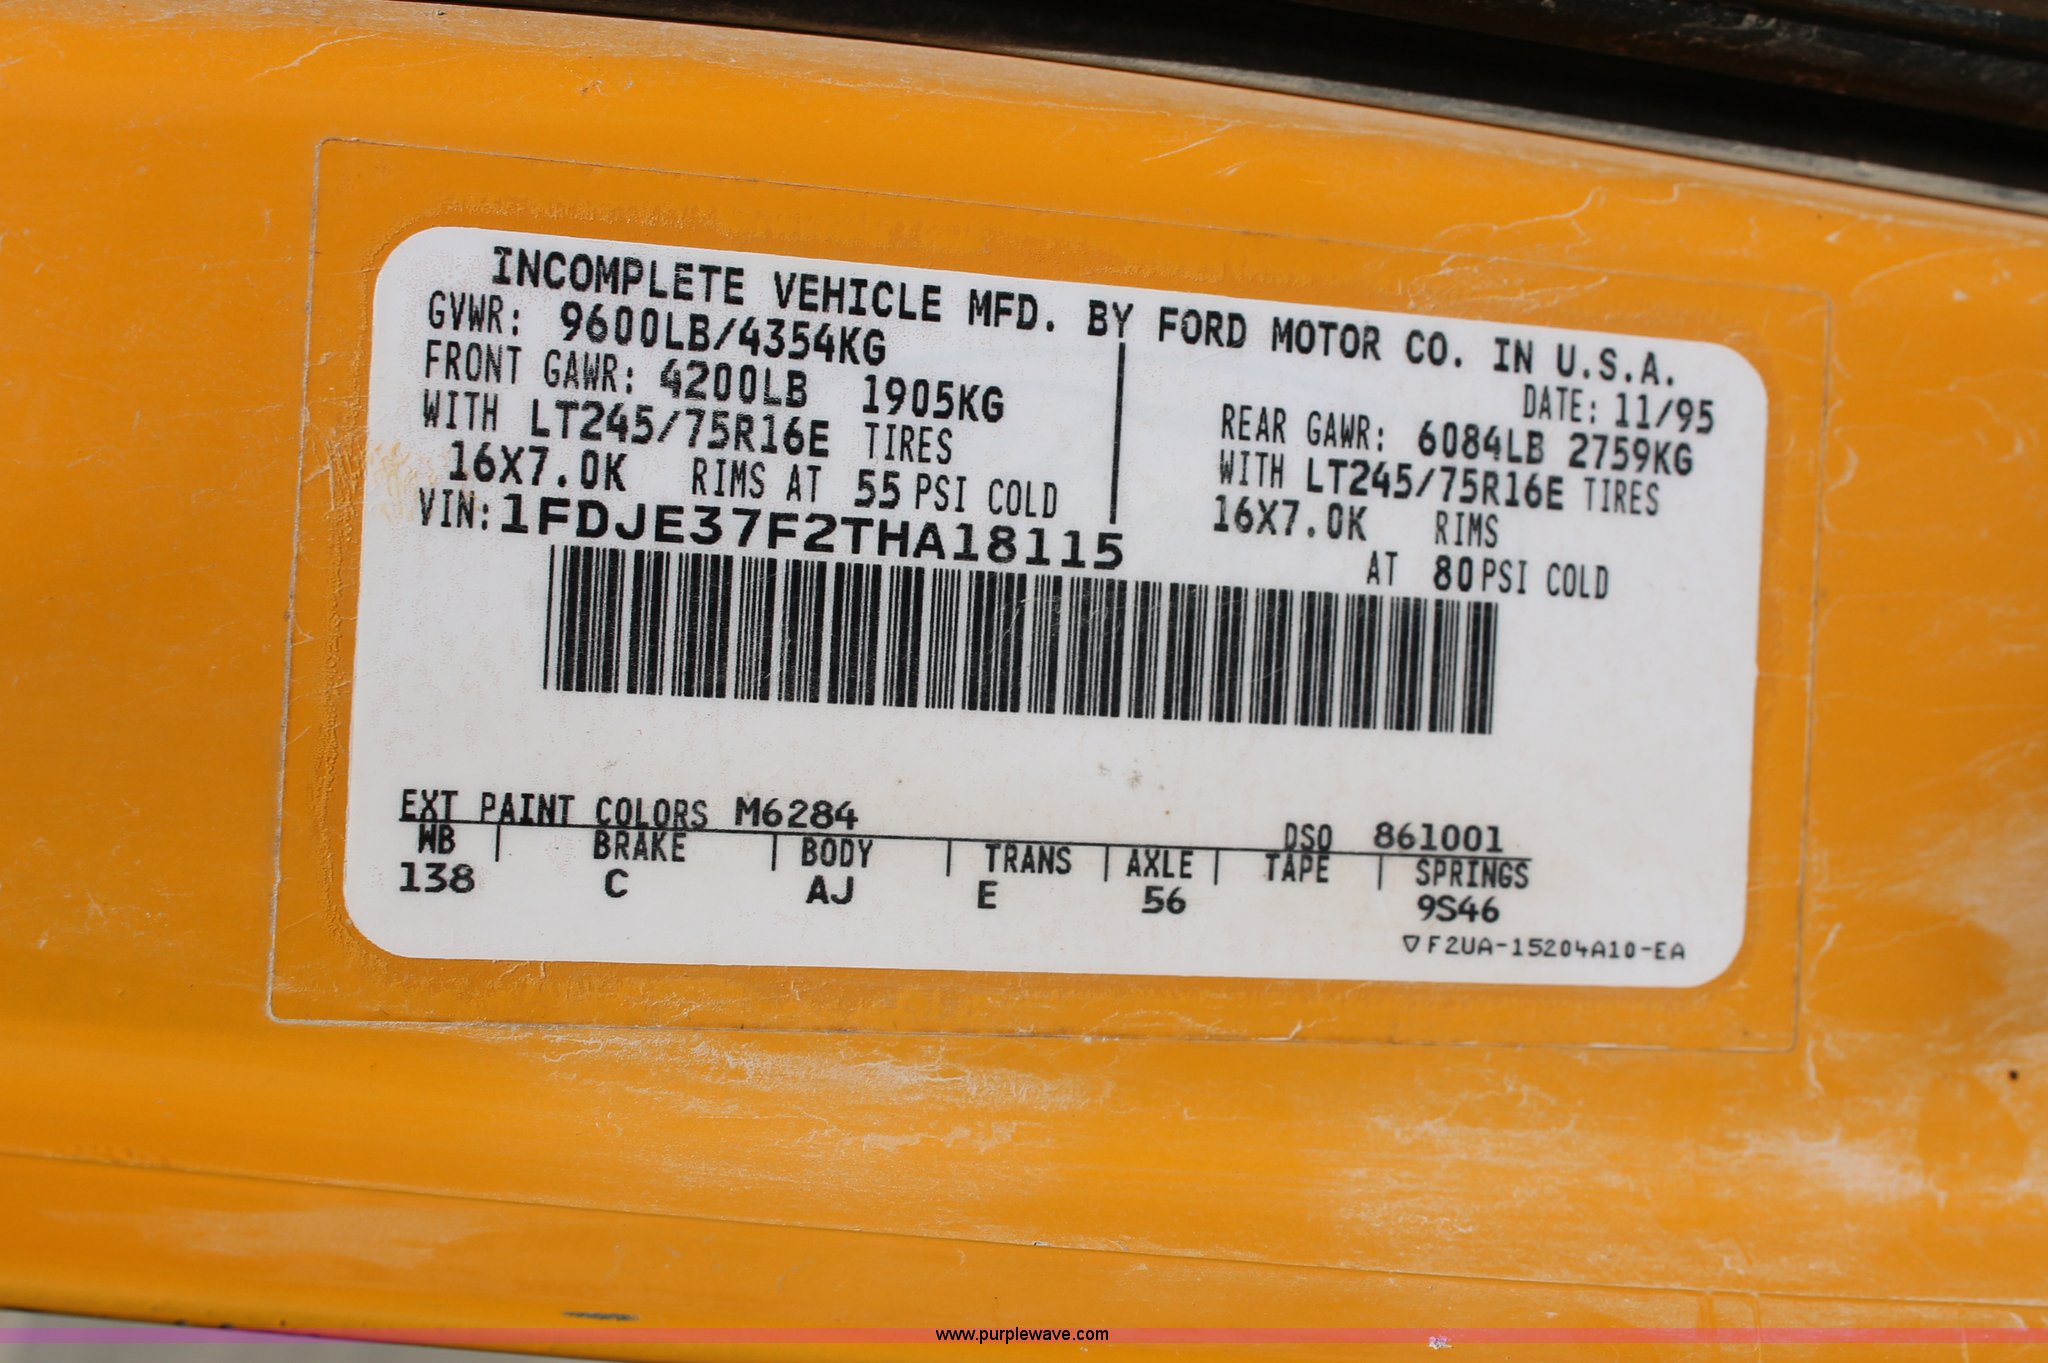 INCOMPLETE VEHICLE MFD. BY FORD MOTOR CO. IN U.S.A.
GVWR: 9600LB/4354KG
DATE: 11/95
FRONT GAWR: 4200LB 1905KG
WITH LT245/75R16E TIRES
16X7.0K RIMS AT 55 PSI COLD
REAR GAWR: 6084LB 2759KG
WITH LT245/75R16E TIRES
16X7.0K RIMS
AT 80 PSI COLD
VIN: 1FDJE37F2THA18115
EXT PAINT COLORS M6284 DSO 861001
WB | BRAKE | BODY | TRANS | AXLE | TAPE | SPRINGS
138 C AJ E 56 9S46
▽F2UA-15204A10-EA
www.purplewave.com